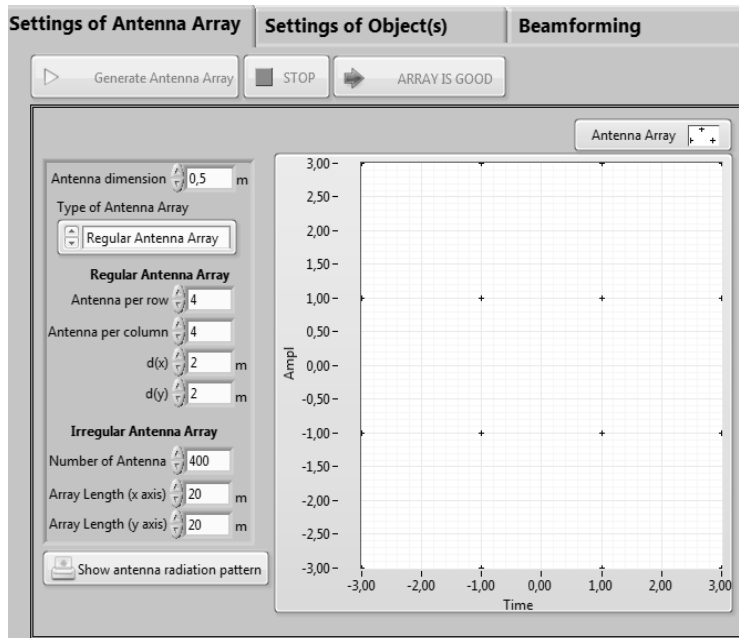 Settings of Antenna Array Settings of Object(s) Beamforming
Generate Antenna Array STOP ARRAY IS GOOD
Antenna Array
Antenna dimension 0,5 m
Type of Antenna Array
Regular Antenna Array
Regular Antenna Array
Antenna per row 4
Antenna per column 4
d(x) 2 m
d(y) 2 m
Irregular Antenna Array
Number of Antenna 400
Array Length (x axis) 20 m
Array Length (y axis) 20 m
Show antenna radiation pattern
Ampl
3,00
2,50
2,00
1,50
1,00
0,50
0,00
-0,50
-1,00
-1,50
-2,00
-2,50
-3,00
-3,00 -2,00 -1,00 0,00 1,00 2,00 3,00
Time